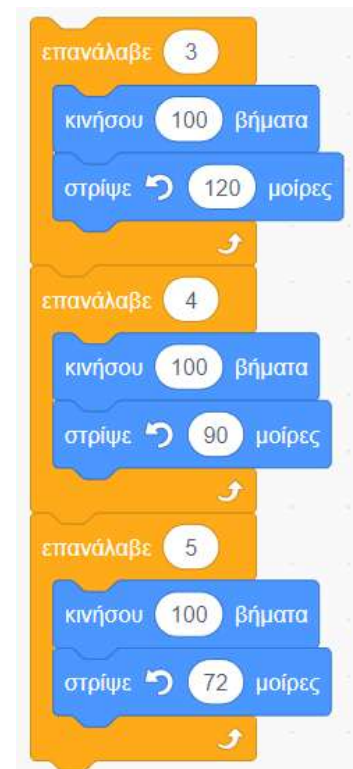 επανάλαβε 3
κινήσου 100 βήματα
στρίψε 120 μοίρες
επανάλαβε 4
κινήσου 100 βήματα
στρίψε 90 μοίρες
επανάλαβε 5
κινήσου 100 βήματα
στρίψε 72 μοίρες